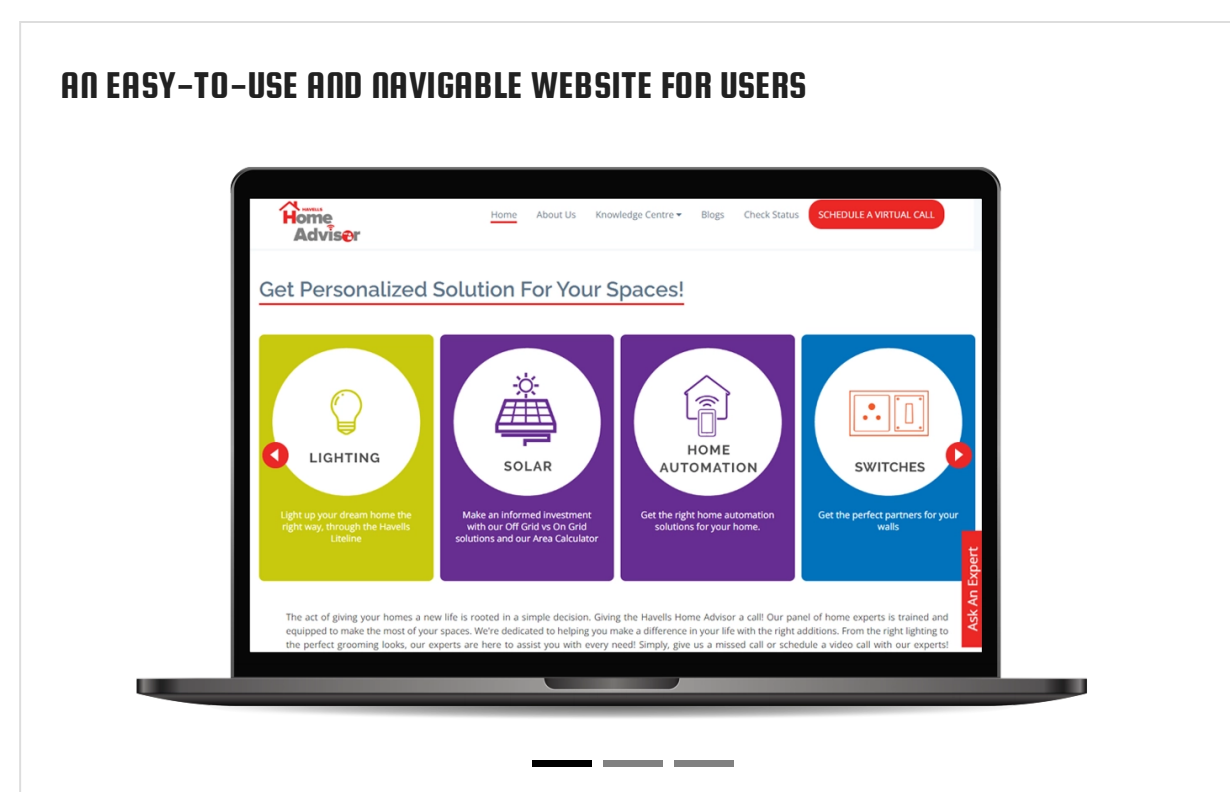 AN EASY-TO-USE AND NAVIGABLE WEBSITE FOR USERS
HAVELLS
Home
Advisor
Home About Us Knowledge Centre Blogs Check Status SCHEDULE A VIRTUAL CALL
Get Personalized Solution For Your Spaces!
LIGHTING
Light up your dream home the
right way, through the Havells
Liteline
SOLAR
Make an informed investment
with our Off Grid vs On Grid
solutions and our Area Calculator
HOME
AUTOMATION
Get the right home automation
solutions for your home.
SWITCHES
Get the perfect partners for your
walls
Ask An Expert
The act of giving your homes a new life is rooted in a simple decision. Giving the Havells Home Advisor a call! Our panel of home experts is trained and
equipped to make the most of your spaces. We're dedicated to helping you make a difference in your life with the right additions. From the right lighting to
the perfect grooming looks, our experts are here to assist you with every need! Simply, give us a missed call or schedule a video call with our experts!